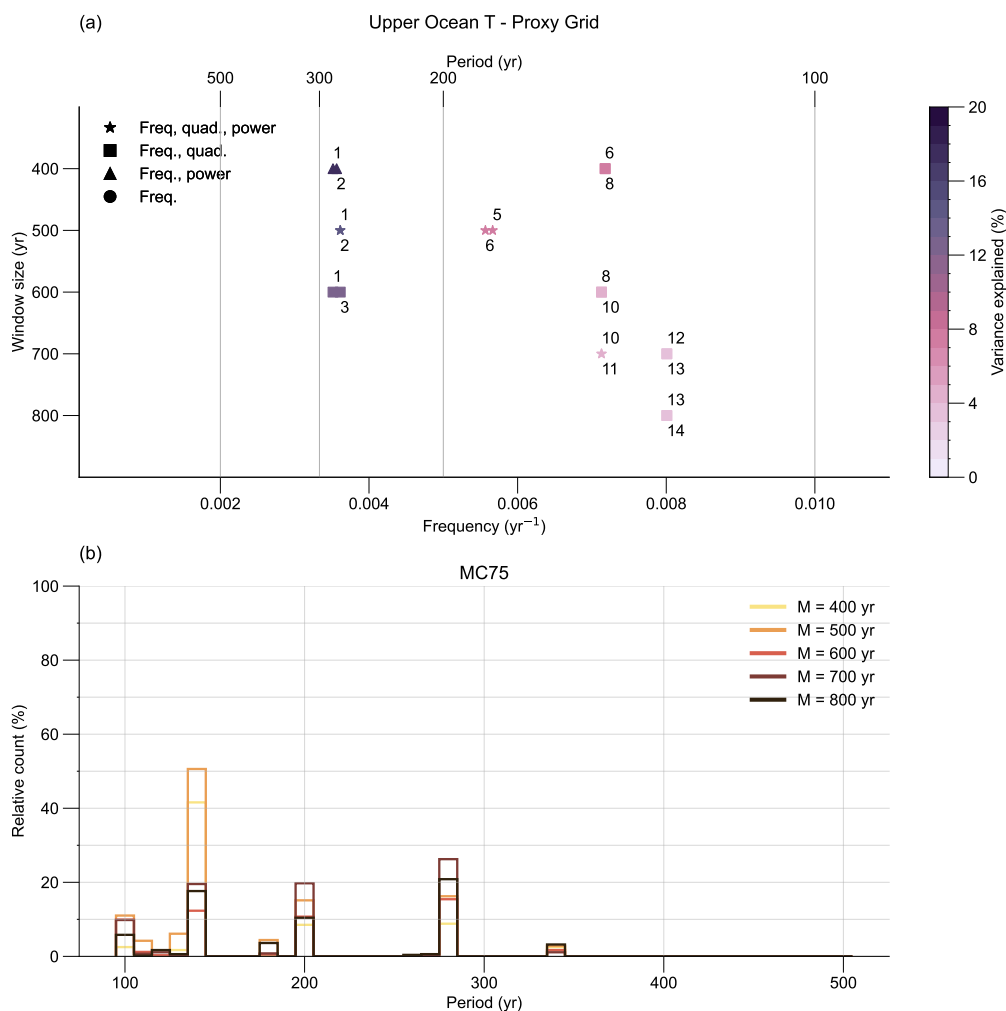 (a)
Upper Ocean T - Proxy Grid
Period (yr)
500 300 200 100
Freq, quad., power
Freq., quad.
Freq., power
Freq.
Window size (yr)
400
500
600
700
800
1
2
6
8
1
2
5
6
1
3
8
10
10
11
12
13
13
14
0.002 0.004 0.006 0.008 0.010
Frequency (yr⁻¹)
20
16
12
8
4
0
Variance explained (%)
(b)
MC75
Relative count (%)
100
80
60
40
20
0
M = 400 yr
M = 500 yr
M = 600 yr
M = 700 yr
M = 800 yr
100 200 300 400 500
Period (yr)